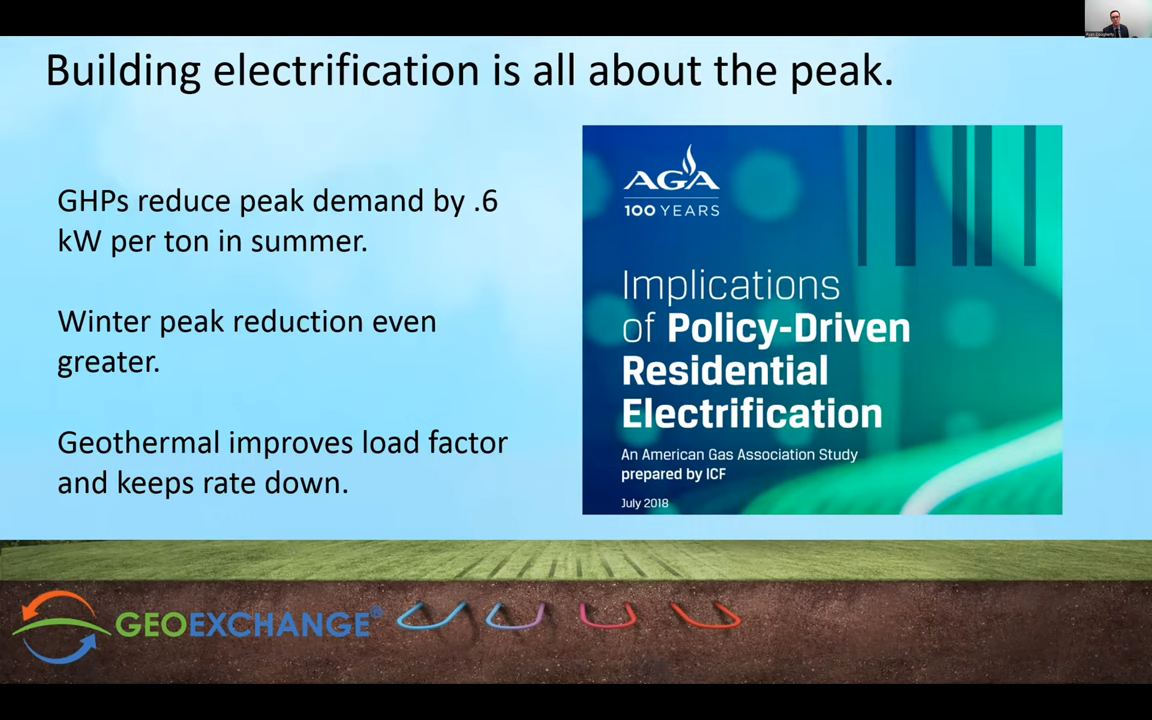 Building electrification is all about the peak.
GHPs reduce peak demand by .6
kW per ton in summer.
Winter peak reduction even
greater.
Geothermal improves load factor
and keeps rate down.
AGA
100 YEARS
Implications
of Policy-Driven
Residential
Electrification
An American Gas Association Study
prepared by ICF
July 2018
GEOEXCHANGE®